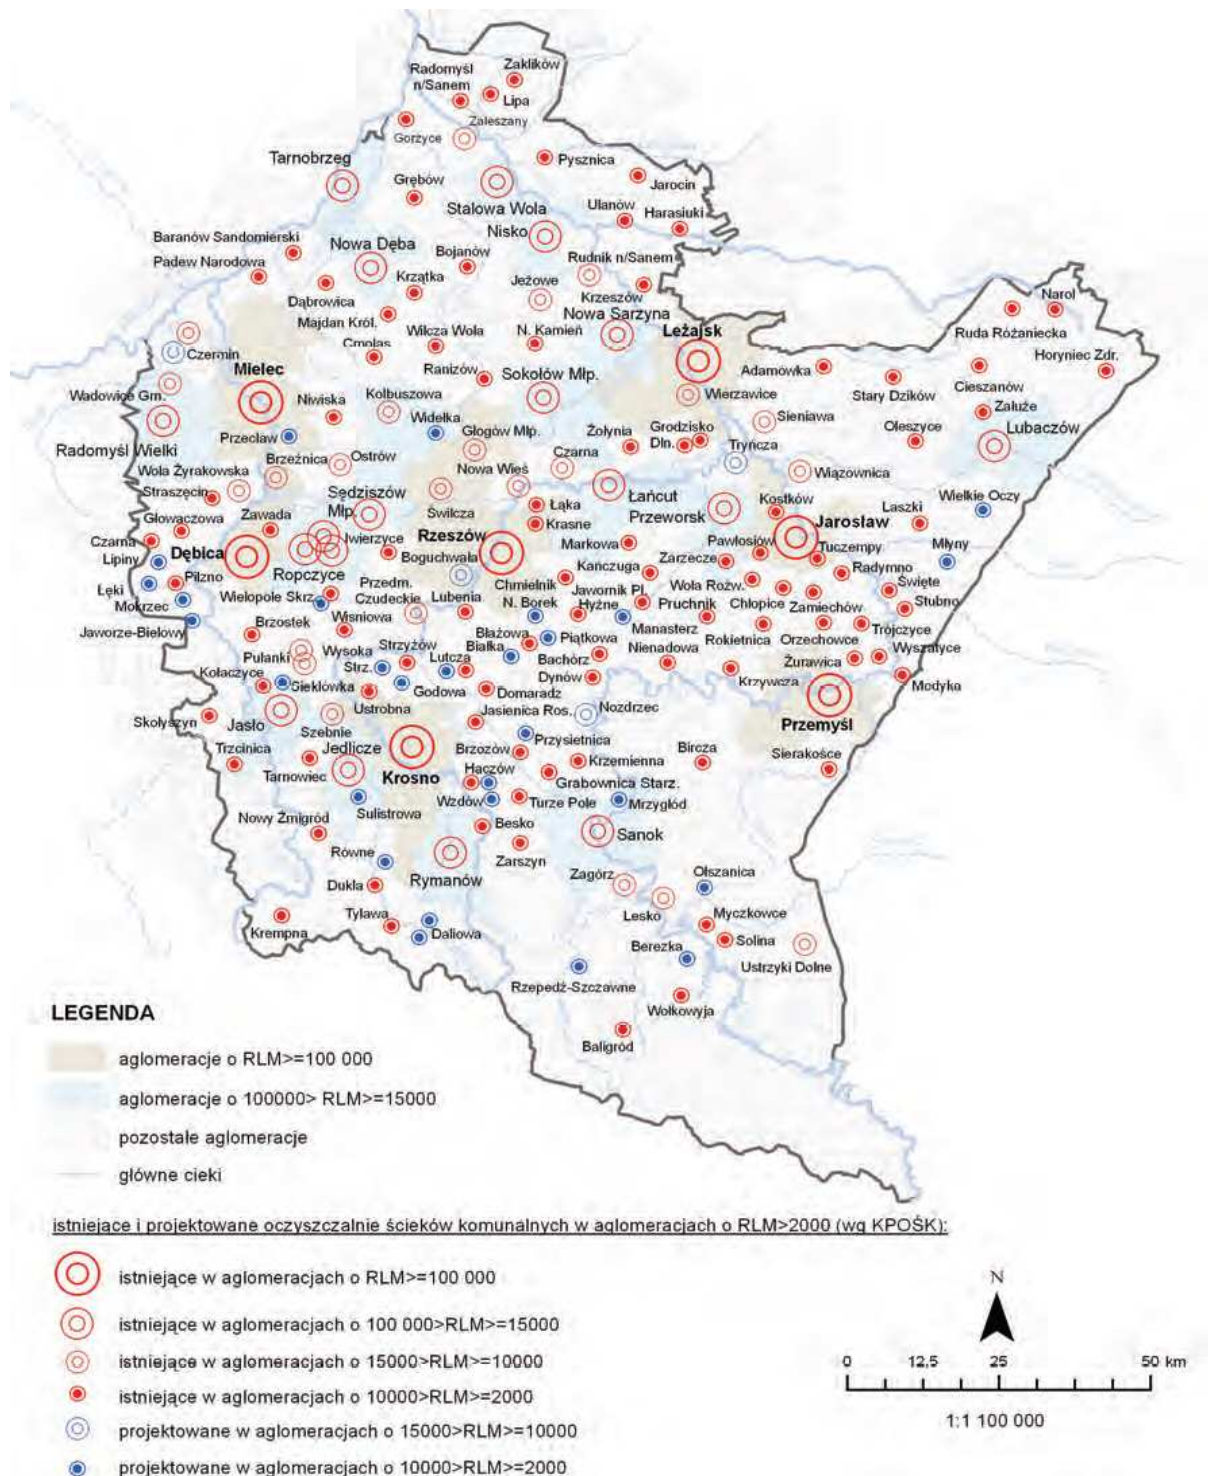 Radomyśl
n/Sanem
Zaklików
Lipa
Zaleszany
Gorzyce
Tarnobrzeg
Pysznica
Jarocin
Grębów
Stalowa Wola
Ulanów
Harasiuki
Nisko
Baranów Sandomierski
Nowa Dęba
Bojanów
Rudnik n/Sanem
Padew Narodowa
Krzątka
Jeżowe
Krzeszów
Narol
Dąbrowica
Nowa Sarzyna
Majdan Król.
Wilcza Wola
N. Kamień
Leżajsk
Ruda Różaniecka
Cmolas
Czermin
Horyniec Zdr.
Mielec
Ranizów
Sokołów Młp.
Adamówka
Cieszanów
Wadowice Grn.
Niwiska
Kolbuszowa
Wierzawice
Stary Dzików
Załuże
Widełka
Sieniawa
Przecław
Głogów Młp.
Żołynia
Grodzisko
Dln.
Oleszyce
Lubaczów
Radomyśl Wielki
Tryńcza
Brzeźnica
Ostrów
Czarna
Wola Żyrakowska
Nowa Wieś
Wiązownica
Straszęcin
Sędziszów
Młp.
Łańcut
Wielkie Oczy
Świlcza
Łąka
Kostków
Głowaczowa
Zawada
Przeworsk
Laszki
Krasne
Jarosław
Czarna
Iwierzyce
Rzeszów
Markowa
Pawłosiów
Lipiny
Dębica
Boguchwała
Zarzecze
Tuczempy
Młyny
Kańczuga
Radymno
Pilzno
Ropczyce
Przedm.
Czudeckie
Chmielnik
Łęki
Wielopole Skrz.
Lubenia
N. Borek
Jawornik Pl.
Wola Rożw.
Święte
Mokrzec
Hyżne
Pruchnik
Chłopice
Zamiechów
Stubno
Jaworze-Bielowy
Brzostek
Wiśniowa
Błażowa
Manasterz
Rokietnica
Orzechowce
Trójczyce
Piątkowa
Wysoka
Strz.
Strzyżów
Białka
Nienadowa
Wyszatyce
Pulanki
Lutcza
Bachórz
Żurawica
Kołaczyce
Sieklówka
Godowa
Dynów
Krzywcza
Medyka
Ustrobna
Domaradz
Skołyszyn
Jasło
Jasienica Ros.
Nozdrzec
Przemyśl
Szebnie
Przysietnica
Trzcinica
Jedlicze
Brzozów
Bircza
Sierakośce
Tarnowiec
Krosno
Haczów
Krzemienna
Grabownica Starz.
Wzdów
Turze Pole
Mrzygłód
Nowy Żmigród
Sulistrowa
Besko
Sanok
Równe
Zarszyn
Rymanów
Zagórz
Olszanica
Dukla
Lesko
Myczkowce
Tylawa
Krempna
Daliowa
Berezka
Solina
Ustrzyki Dolne
Rzepedź-Szczawne
Wołkowyja
Baligród
LEGENDA
aglomeracje o RLM>=100 000
aglomeracje o 100000> RLM>=15000
pozostałe aglomeracje
główne cieki
istniejące i projektowane oczyszczalnie ścieków komunalnych w aglomeracjach o RLM>2000 (wg KPOŚK):
istniejące w aglomeracjach o RLM>=100 000
istniejące w aglomeracjach o 100 000>RLM>=15000
istniejące w aglomeracjach o 15000>RLM>=10000
istniejące w aglomeracjach o 10000>RLM>=2000
projektowane w aglomeracjach o 15000>RLM>=10000
projektowane w aglomeracjach o 10000>RLM>=2000
N
0 12,5 25 50 km
1:1 100 000